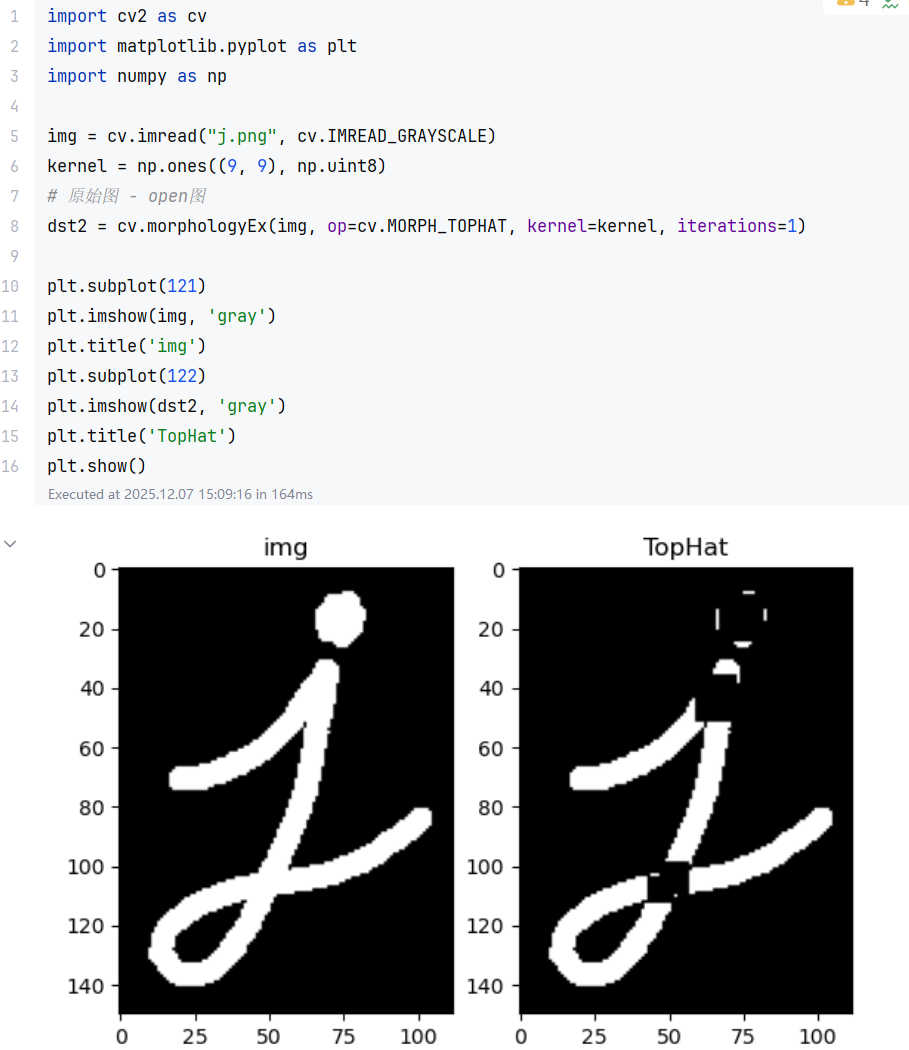 4
1 import cv2 as cv
2 import matplotlib.pyplot as plt
3 import numpy as np
4
5 img = cv.imread("j.png", cv.IMREAD_GRAYSCALE)
6 kernel = np.ones((9, 9), np.uint8)
7 # 原始图 - open图
8 dst2 = cv.morphologyEx(img, op=cv.MORPH_TOPHAT, kernel=kernel, iterations=1)
9
10 plt.subplot(121)
11 plt.imshow(img, 'gray')
12 plt.title('img')
13 plt.subplot(122)
14 plt.imshow(dst2, 'gray')
15 plt.title('TopHat')
16 plt.show()
Executed at 2025.12.07 15:09:16 in 164ms
img TopHat
0 0
20 20
40 40
60 60
80 80
100 100
120 120
140 140
0 25 50 75 100 0 25 50 75 100